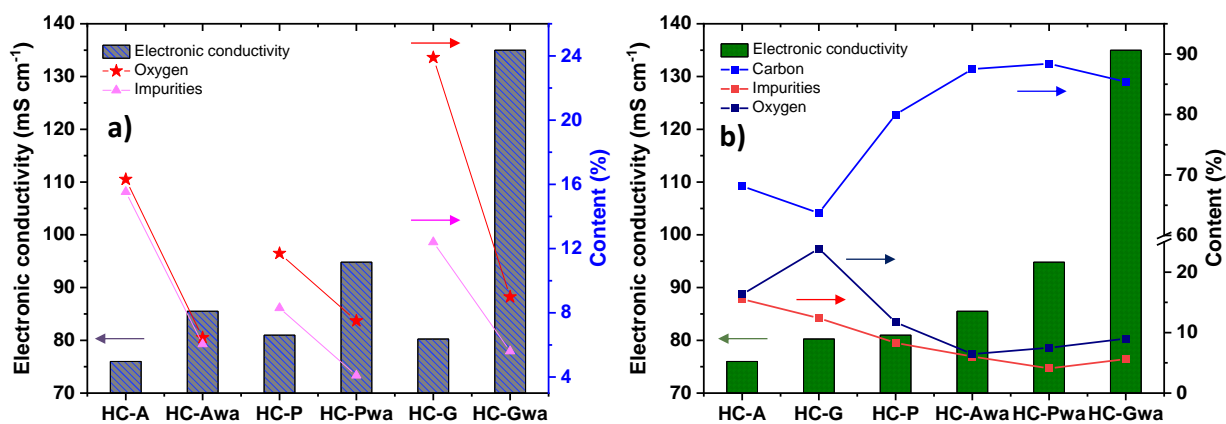 a)
Electronic conductivity (mS cm⁻¹)
140
130
120
110
100
90
80
70
Electronic conductivity
Oxygen
Impurities
24
20
16
12
8
4
Content (%)
HC-A HC-Awa HC-P HC-Pwa HC-G HC-Gwa
b)
Electronic conductivity (mS cm⁻¹)
140
130
120
110
100
90
80
70
Electronic conductivity
Carbon
Impurities
Oxygen
90
80
70
60
20
10
0
Content (%)
HC-A HC-G HC-P HC-Awa HC-Pwa HC-Gwa